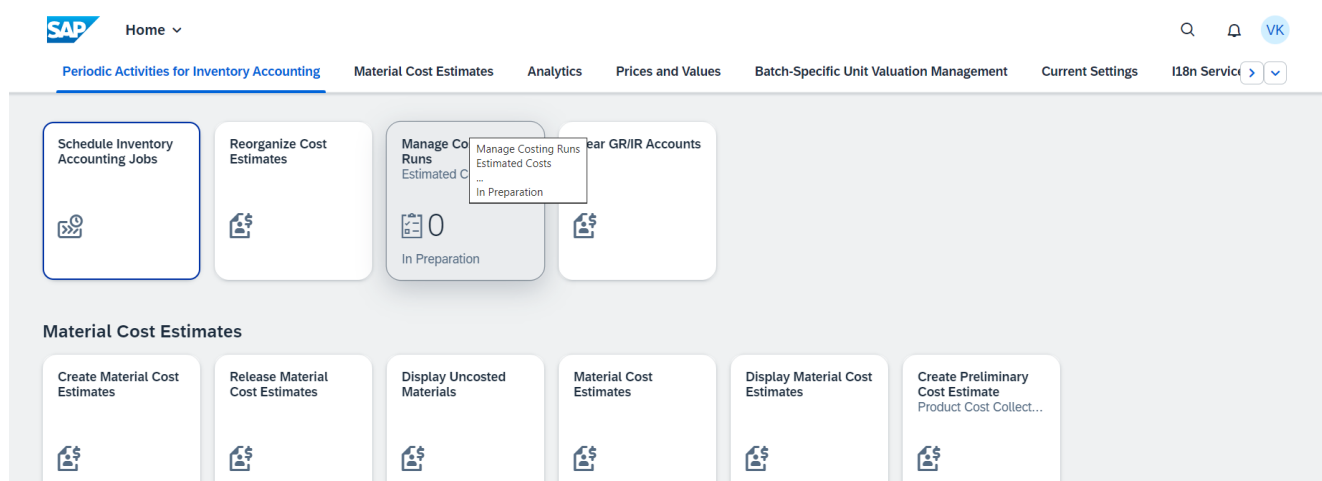 SAP
Home
VK
Periodic Activities for Inventory Accounting
Material Cost Estimates
Analytics
Prices and Values
Batch-Specific Unit Valuation Management
Current Settings
I18n Service
Schedule Inventory
Accounting Jobs
Reorganize Cost
Estimates
Manage Co
Runs
Estimated C
0
In Preparation
Manage Costing Runs
Estimated Costs
...
In Preparation
ear GR/IR Accounts
Material Cost Estimates
Create Material Cost
Estimates
Release Material
Cost Estimates
Display Uncosted
Materials
Material Cost
Estimates
Display Material Cost
Estimates
Create Preliminary
Cost Estimate
Product Cost Collect...